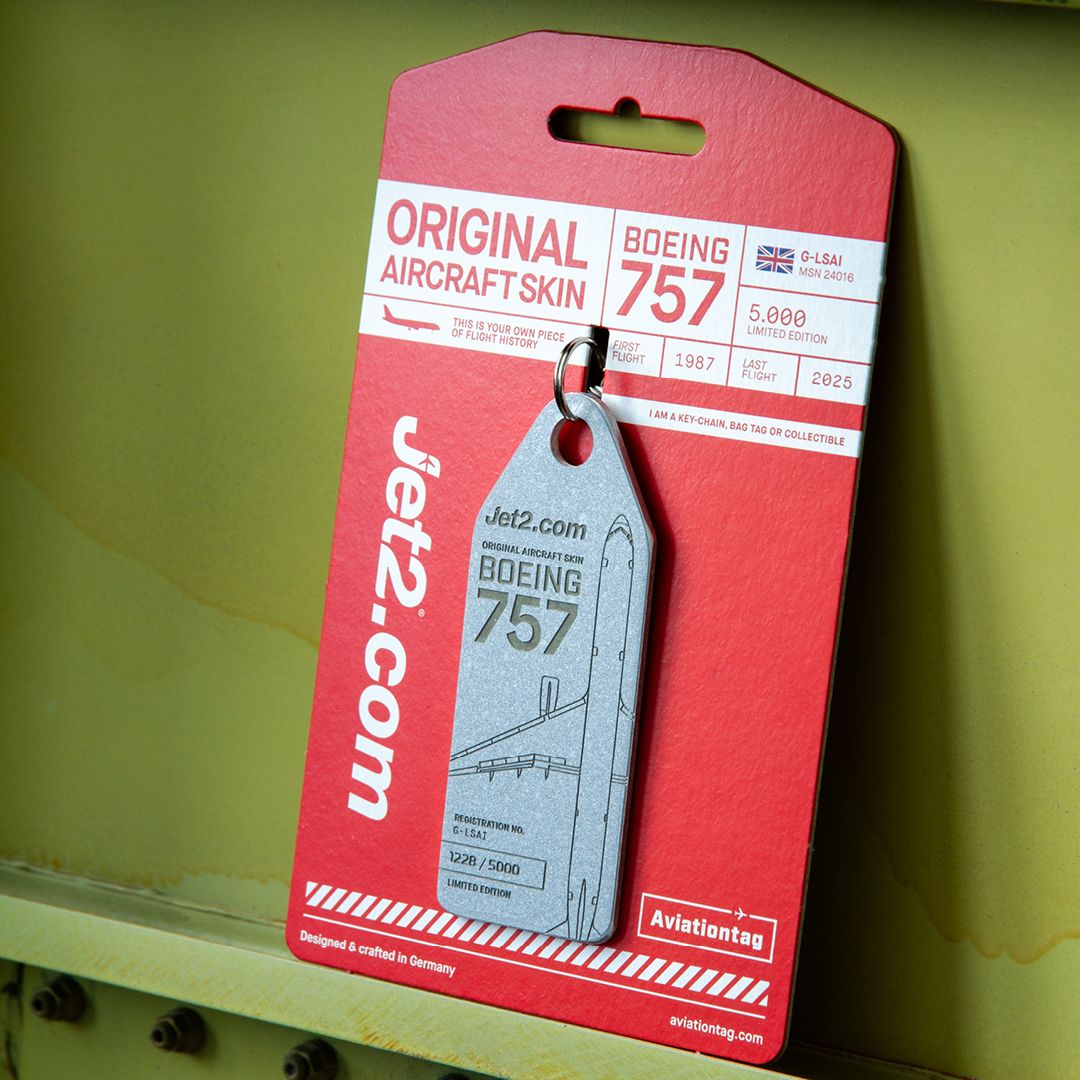 ORIGINAL
AIRCRAFT SKIN
THIS IS YOUR OWN PIECE
OF FLIGHT HISTORY
BOEING
757
G-LSAI
MSN 24016
5.000
LIMITED EDITION
FIRST
FLIGHT
1987
LAST
FLIGHT
2025
I AM A KEY-CHAIN, BAG TAG OR COLLECTIBLE
Jet2.com®
Jet2.com
ORIGINAL AIRCRAFT SKIN
BOEING
757
REGISTRATION NO.
G-LSAI
1228 / 5000
LIMITED EDITION
Aviationtag
Designed & crafted in Germany
aviationtag.com